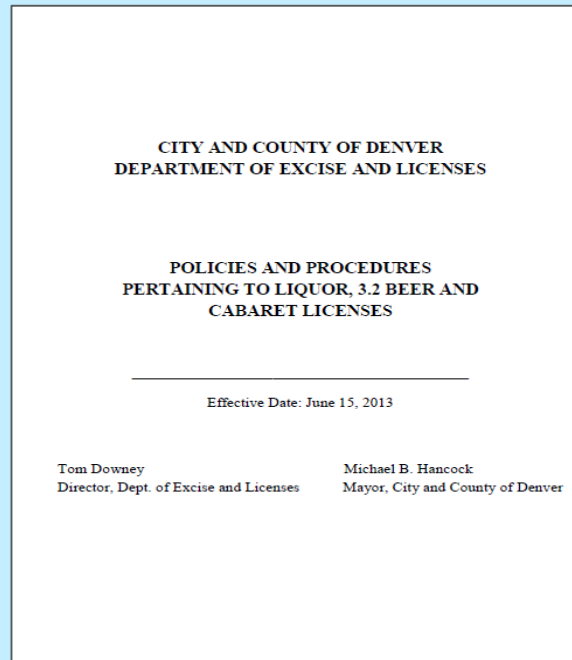 CITY AND COUNTY OF DENVER
DEPARTMENT OF EXCISE AND LICENSES
POLICIES AND PROCEDURES
PERTAINING TO LIQUOR, 3.2 BEER AND
CABARET LICENSES
Effective Date: June 15, 2013
Tom Downey Michael B. Hancock
Director, Dept. of Excise and Licenses Mayor, City and County of Denver